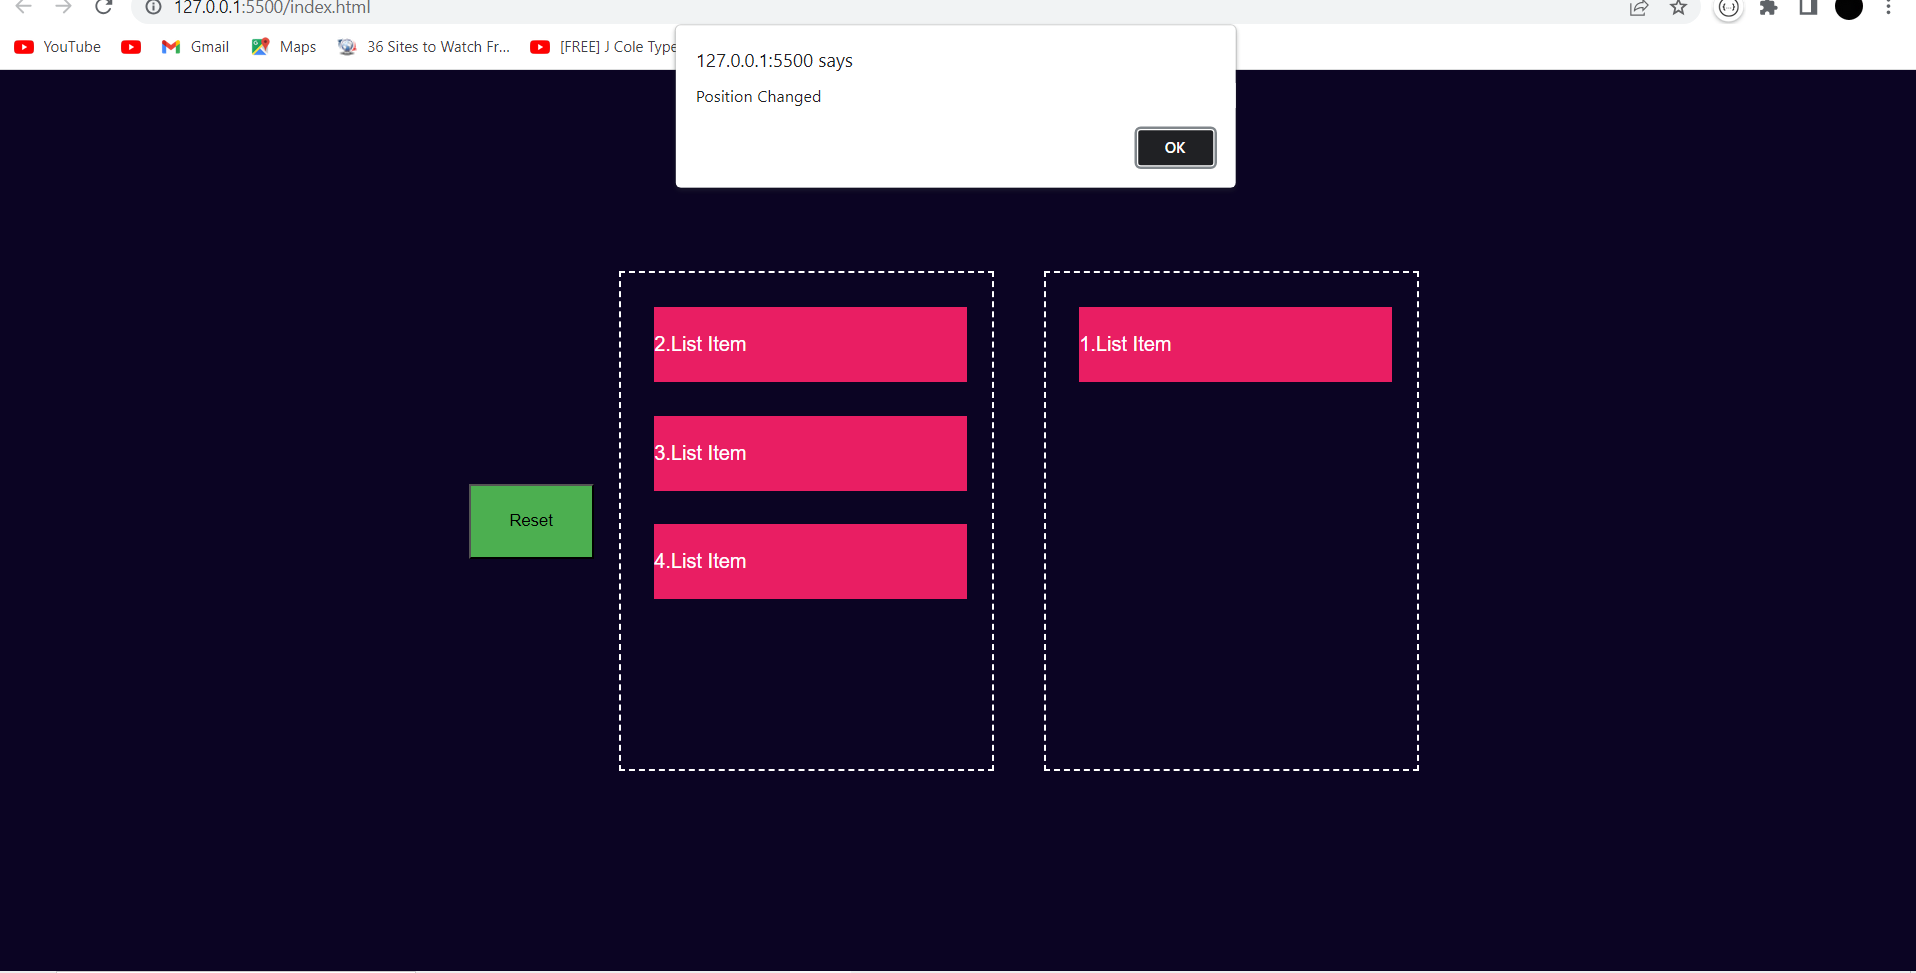 127.0.0.1:5500/index.html
YouTube Gmail Maps 36 Sites to Watch Fr... [FREE] J Cole Type
127.0.0.1:5500 says
Position Changed
OK
2.List Item
1.List Item
3.List Item
Reset
4.List Item